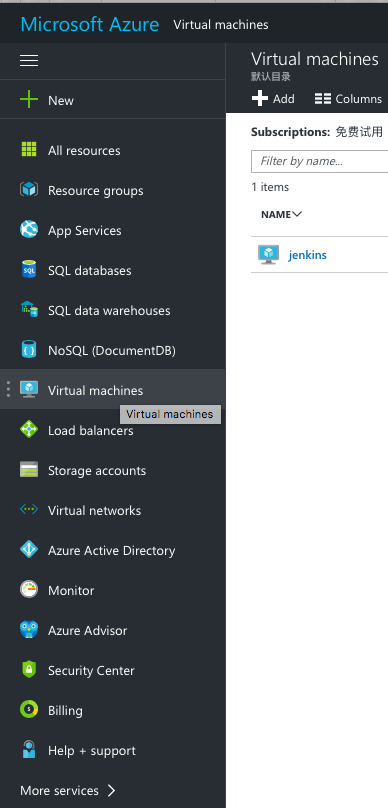 Microsoft Azure Virtual machines
New
All resources
Resource groups
App Services
SQL databases
SQL data warehouses
NoSQL (DocumentDB)
Virtual machines
Virtual machines
Load balancers
Storage accounts
Virtual networks
Azure Active Directory
Monitor
Azure Advisor
Security Center
Billing
Help + support
More services
Virtual machines
默认目录
Add Columns
Subscriptions: 免费试用
Filter by name...
1 items
NAME
jenkins